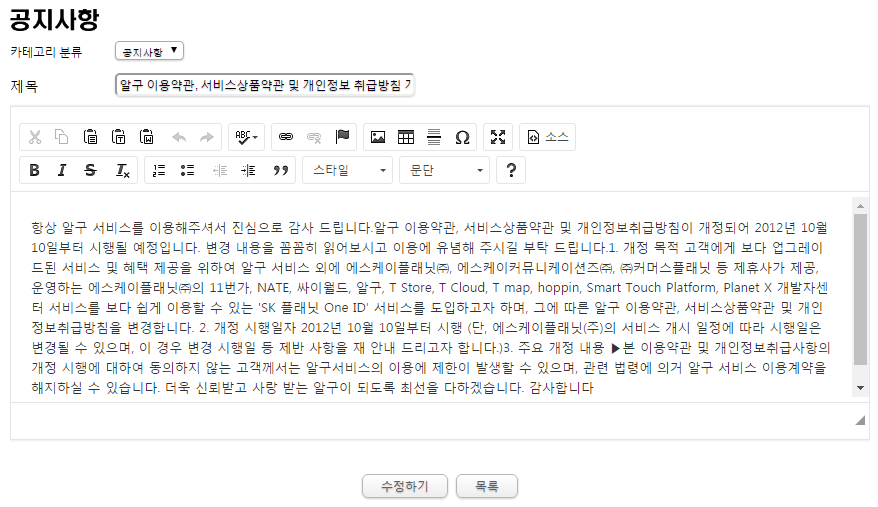 공지사항
카테고리 분류 공지사항
제목 알구 이용약관, 서비스상품약관 및 개인정보 취급방침
ABC
소스
B I S Tx
스타일 문단 ?
항상 알구 서비스를 이용해주셔서 진심으로 감사 드립니다.알구 이용약관, 서비스상품약관 및 개인정보취급방침이 개정되어 2012년 10월
10일부터 시행될 예정입니다. 변경 내용을 꼼꼼히 읽어보시고 이용에 유념해 주시길 부탁 드립니다.1. 개정 목적 고객에게 보다 업그레이
드된 서비스 및 혜택 제공을 위하여 알구 서비스 외에 에스케이플래닛㈜, 에스케이커뮤니케이션즈㈜, ㈜커머스플래닛 등 제휴사가 제공,
운영하는 에스케이플래닛㈜의 11번가, NATE, 싸이월드, 알구, T Store, T Cloud, T map, hoppin, Smart Touch Platform, Planet X 개발자센
터 서비스를 보다 쉽게 이용할 수 있는 'SK 플래닛 One ID' 서비스를 도입하고자 하며, 그에 따른 알구 이용약관, 서비스상품약관 및 개인
정보취급방침을 변경합니다. 2. 개정 시행일자 2012년 10월 10일부터 시행 (단, 에스케이플래닛(주)의 서비스 개시 일정에 따라 시행일은
변경될 수 있으며, 이 경우 변경 시행일 등 제반 사항을 재 안내 드리고자 합니다.)3. 주요 개정 내용 ▶본 이용약관 및 개인정보취급사항의
개정 시행에 대하여 동의하지 않는 고객께서는 알구서비스의 이용에 제한이 발생할 수 있으며, 관련 법령에 의거 알구 서비스 이용계약을
해지하실 수 있습니다. 더욱 신뢰받고 사랑 받는 알구이 되도록 최선을 다하겠습니다. 감사합니다
수정하기 목록